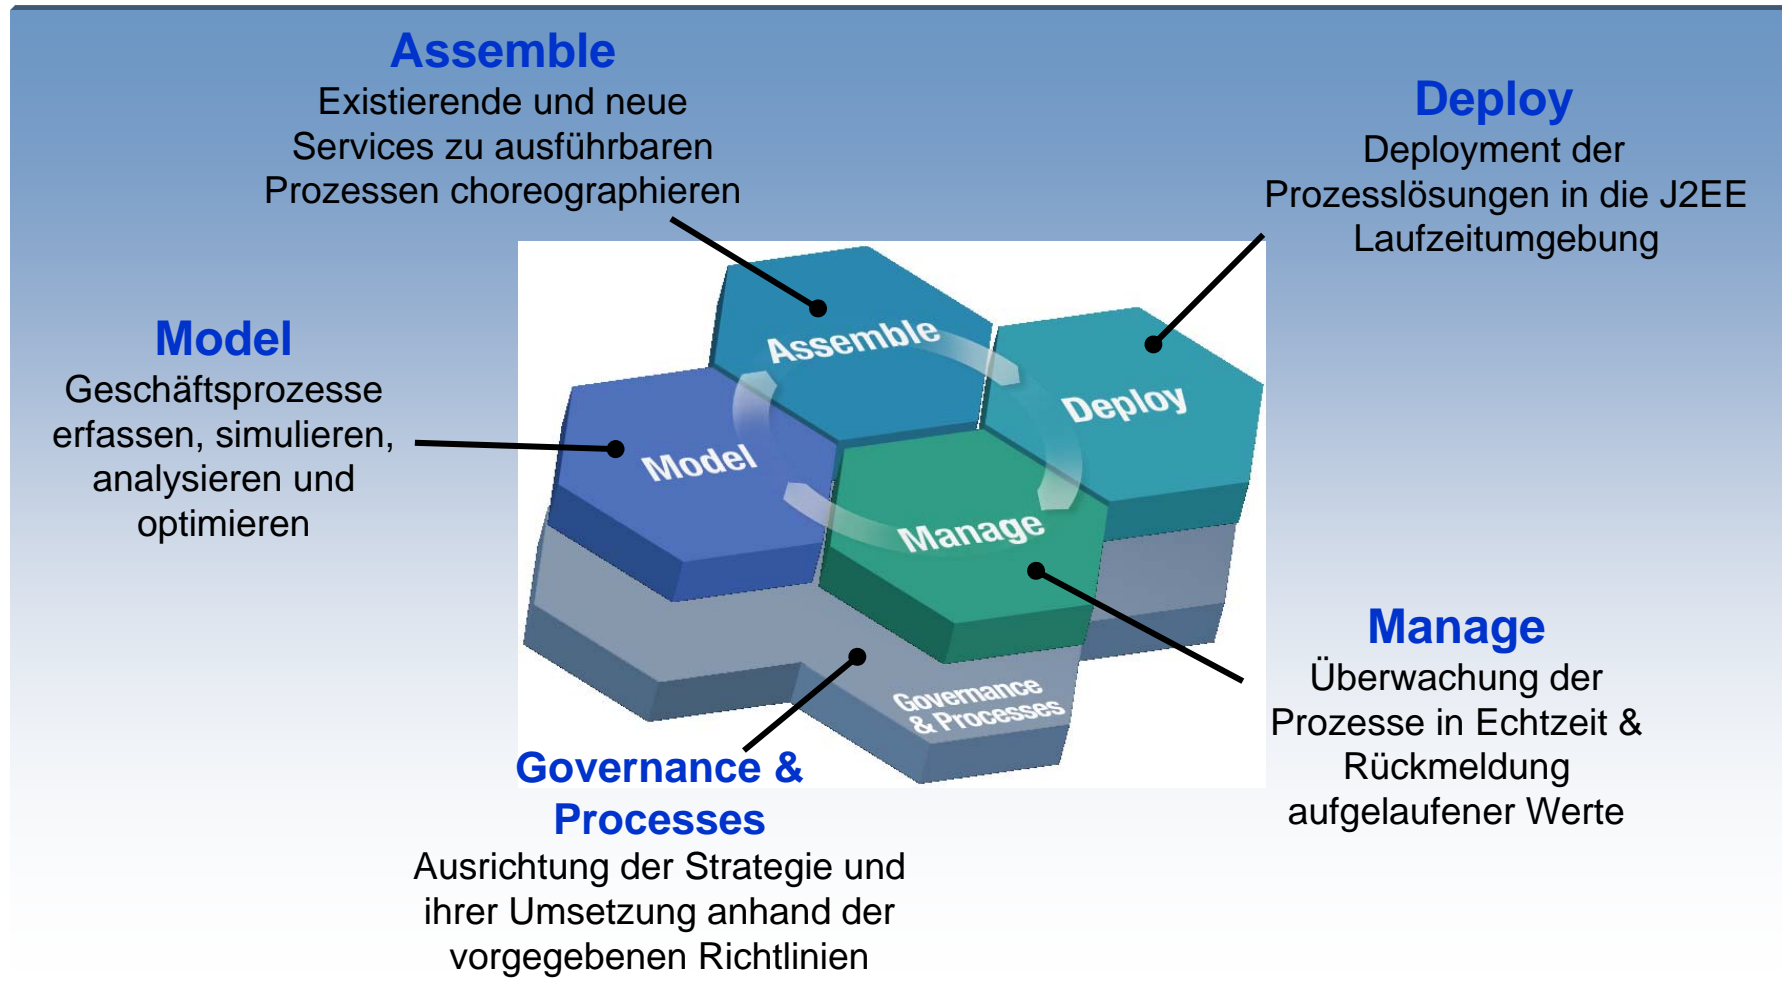 Assemble
Existierende und neue
Services zu ausführbaren
Prozessen choreographieren
Deploy
Deployment der
Prozesslösungen in die J2EE
Laufzeitumgebung
Model
Geschäftsprozesse
erfassen, simulieren,
analysieren und
optimieren
Assemble
Deploy
Model
Manage
Governance
& Processes
Manage
Überwachung der
Prozesse in Echtzeit &
Rückmeldung
aufgelaufener Werte
Governance &
Processes
Ausrichtung der Strategie und
ihrer Umsetzung anhand der
vorgegebenen Richtlinien